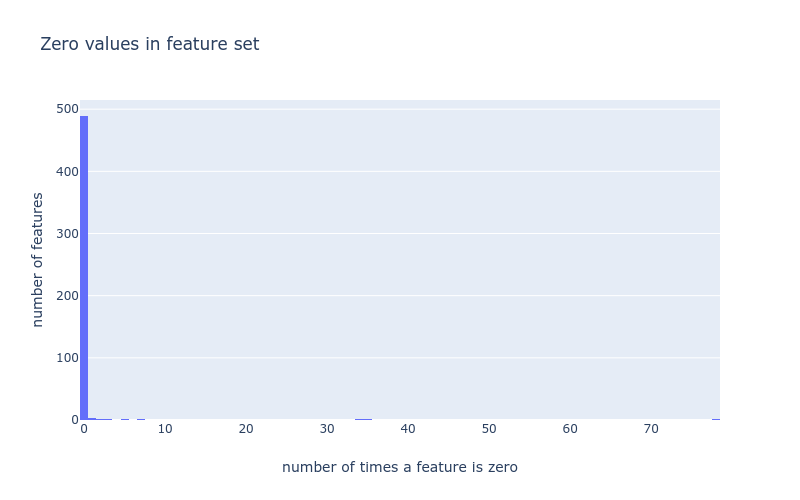 Zero values in feature set
500
400
300
200
100
0
number of features
0 10 20 30 40 50 60 70
number of times a feature is zero